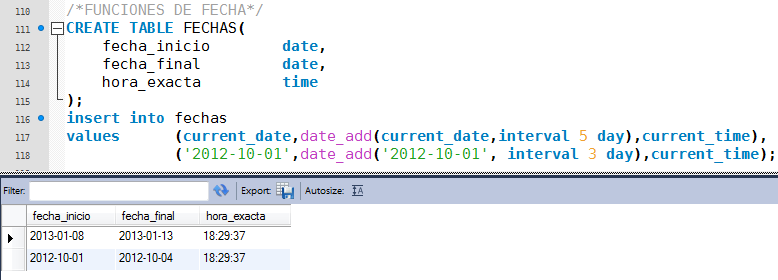 110 /*FUNCIONES DE FECHA*/
111 CREATE TABLE FECHAS(
112 fecha_inicio date,
113 fecha_final date,
114 hora_exacta time
115 );
116 insert into fechas
117 values (current_date,date_add(current_date,interval 5 day),current_time),
118 ('2012-10-01',date_add('2012-10-01', interval 3 day),current_time);
Filter: Export: Autosize:
fecha_inicio fecha_final hora_exacta
2013-01-08 2013-01-13 18:29:37
2012-10-01 2012-10-04 18:29:37